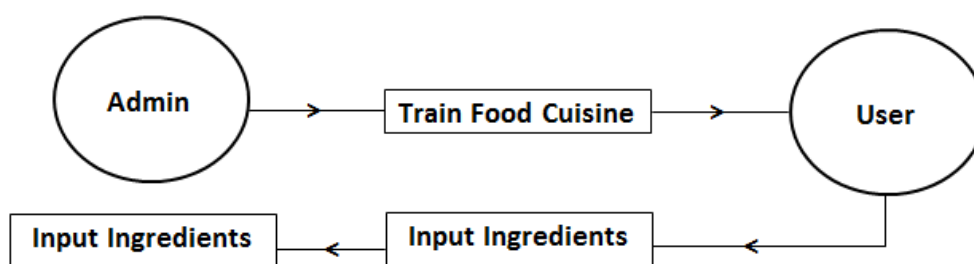 Admin
Train Food Cuisine
User
Input Ingredients
Input Ingredients